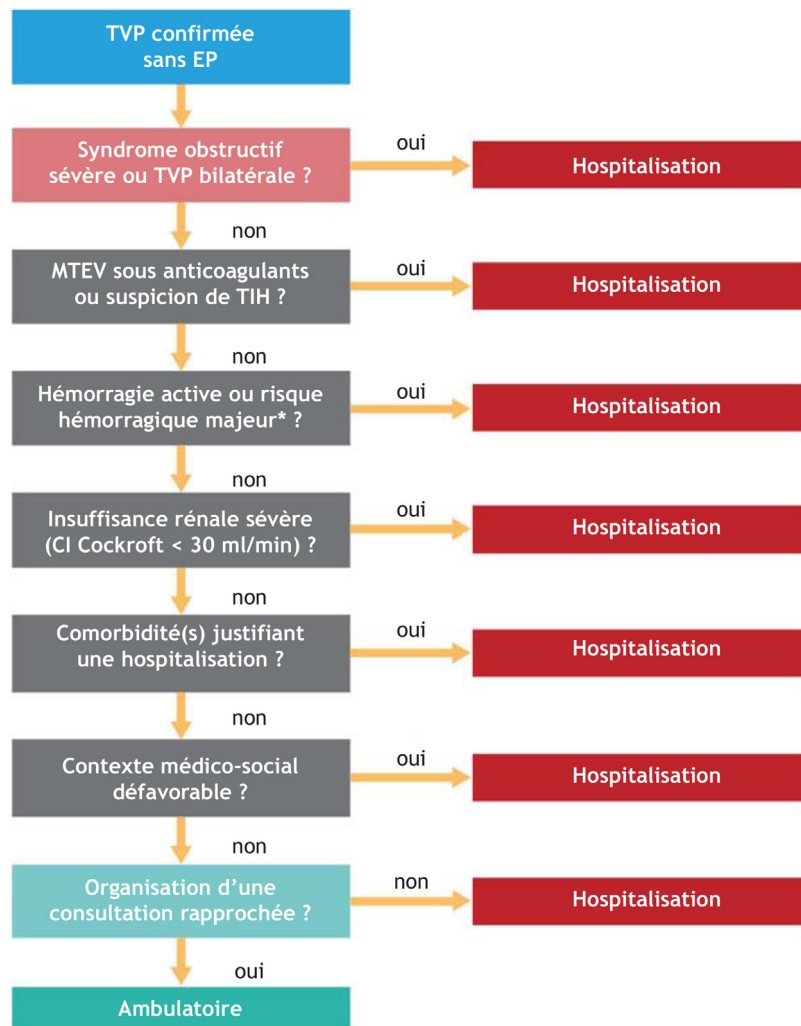 TVP confirmée
sans EP
Syndrome obstructif
sévère ou TVP bilatérale ?
oui
Hospitalisation
non
MTEV sous anticoagulants
ou suspicion de TIH ?
oui
Hospitalisation
non
Hémorragie active ou risque
hémorragique majeur* ?
oui
Hospitalisation
non
Insuffisance rénale sévère
(CI Cockroft < 30 ml/min) ?
oui
Hospitalisation
non
Comorbidité(s) justifiant
une hospitalisation ?
oui
Hospitalisation
non
Contexte médico-social
défavorable ?
oui
Hospitalisation
non
Organisation d’une
consultation rapprochée ?
non
Hospitalisation
oui
Ambulatoire